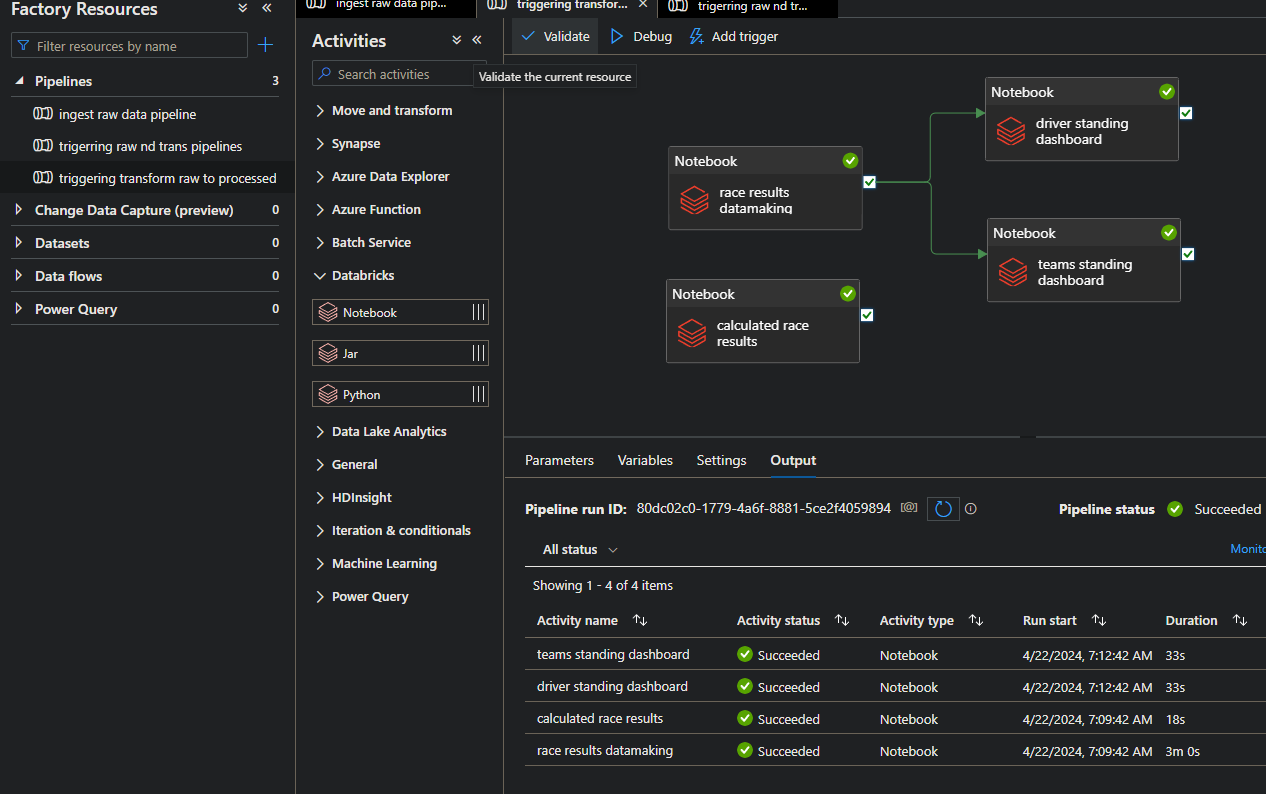 Factory Resources
Filter resources by name
Pipelines 3
ingest raw data pipeline
trigerring raw nd trans pipelines
triggering transform raw to processed
Change Data Capture (preview) 0
Datasets 0
Data flows 0
Power Query 0
ingest raw data pip...
triggering transfor...
trigerring raw nd tr...
Activities
Search activities
Move and transform
Synapse
Azure Data Explorer
Azure Function
Batch Service
Databricks
Notebook
Jar
Python
Data Lake Analytics
General
HDInsight
Iteration & conditionals
Machine Learning
Power Query
Validate
Debug
Add trigger
Validate the current resource
Notebook
race results
datamaking
Notebook
calculated race
results
Notebook
driver standing
dashboard
Notebook
teams standing
dashboard
Parameters Variables Settings Output
Pipeline run ID: 80dc02c0-1779-4a6f-8881-5ce2f4059894
Pipeline status Succeeded
All status
Showing 1 - 4 of 4 items
Activity name Activity status Activity type Run start Duration
teams standing dashboard Succeeded Notebook 4/22/2024, 7:12:42 AM 33s
driver standing dashboard Succeeded Notebook 4/22/2024, 7:12:42 AM 33s
calculated race results Succeeded Notebook 4/22/2024, 7:09:42 AM 18s
race results datamaking Succeeded Notebook 4/22/2024, 7:09:42 AM 3m 0s